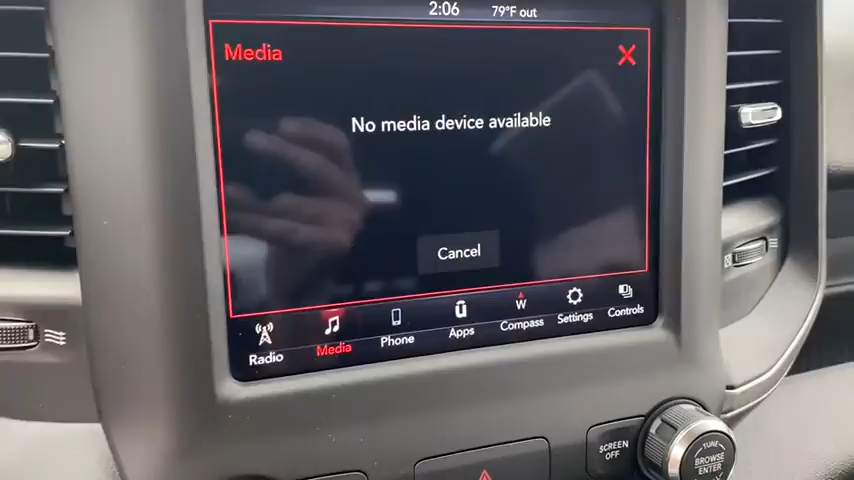 2:06 79°F out
Media X
No media device available
Cancel
Radio Media Phone Apps Compass Settings Controls
W
SCREEN
OFF
TUNE
BROWSE
ENTER